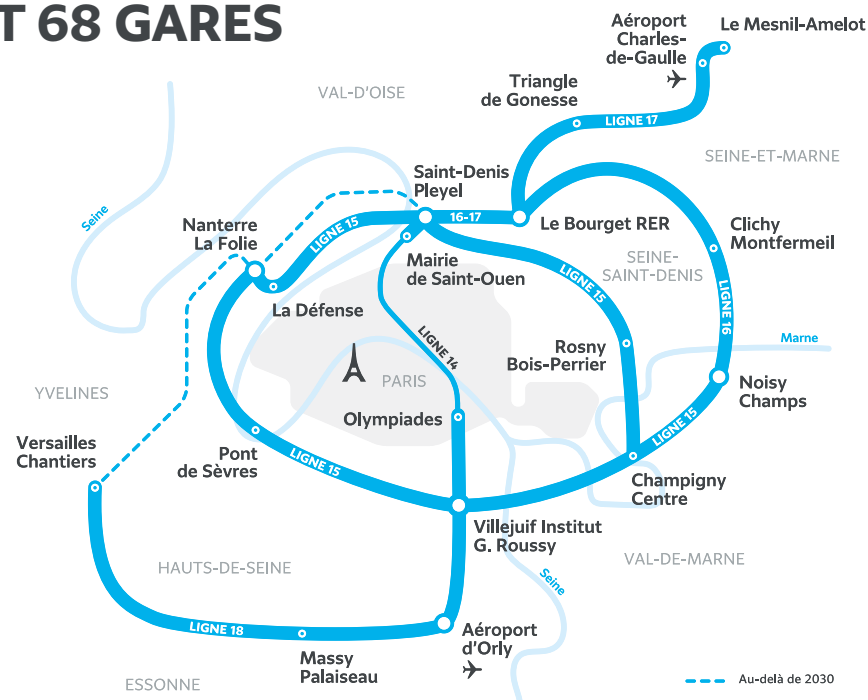 T 68 GARES
Aéroport
Charles-
de-Gaulle
Le Mesnil-Amelot
VAL-D'OISE
Triangle
de Gonesse
LIGNE 17
SEINE-ET-MARNE
Saint-Denis
Pleyel
Seine
Nanterre
La Folie
LIGNE 15
16-17
Le Bourget RER
Clichy
Montfermeil
Mairie
de Saint-Ouen
SEINE-
SAINT-DENIS
LIGNE 15
La Défense
LIGNE 16
LIGNE 14
Rosny
Bois-Perrier
Marne
PARIS
YVELINES
Noisy
Champs
Olympiades
LIGNE 15
Versailles
Chantiers
Pont
de Sèvres
LIGNE 15
Champigny
Centre
Villejuif Institut
G. Roussy
HAUTS-DE-SEINE
VAL-DE-MARNE
Seine
LIGNE 18
Aéroport
d'Orly
Massy
Palaiseau
ESSONNE
Au-delà de 2030